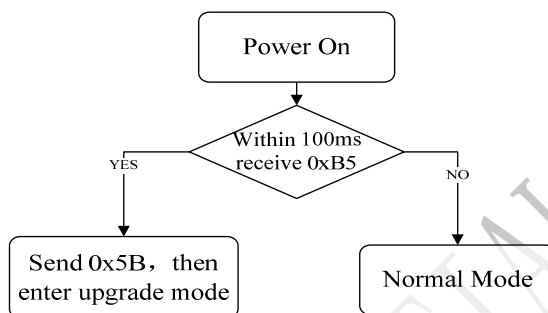 Power On
Within 100ms
receive 0xB5
YES
NO
Send 0x5B，then
enter upgrade mode
Normal Mode